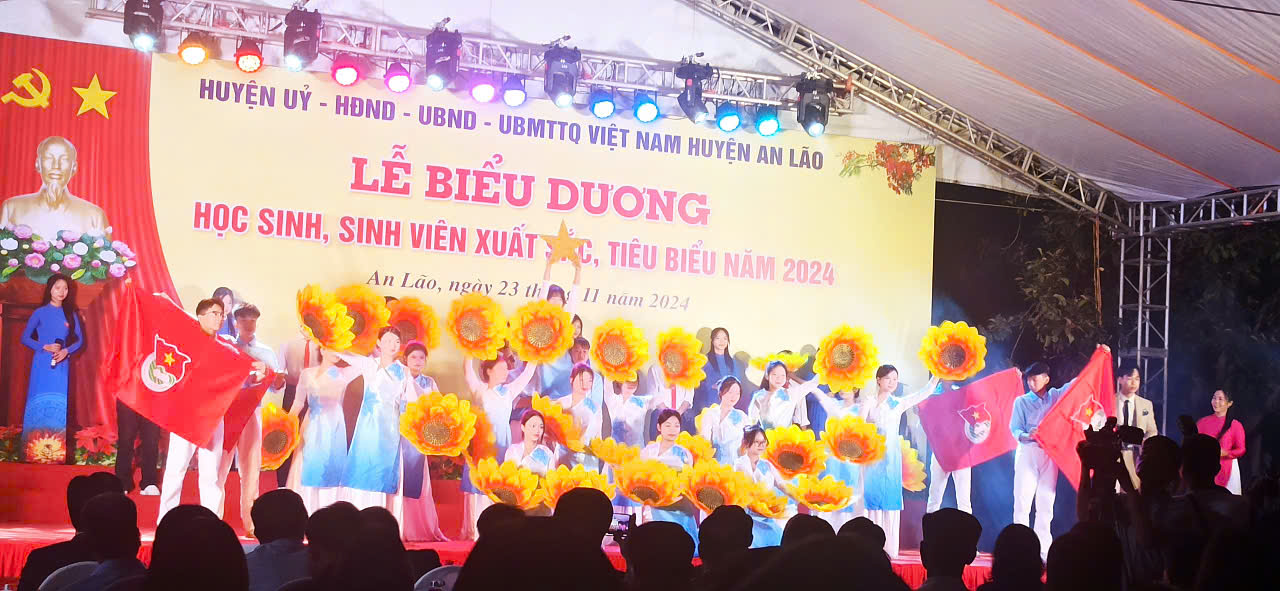 HUYỆN UỶ - HĐND - UBND - UBMTTQ VIỆT NAM HUYỆN AN LÃO
LỄ BIỂU DƯƠNG
HỌC SINH, SINH VIÊN XUẤT SẮC, TIÊU BIỂU NĂM 2024
An Lão, ngày 23 tháng 11 năm 2024